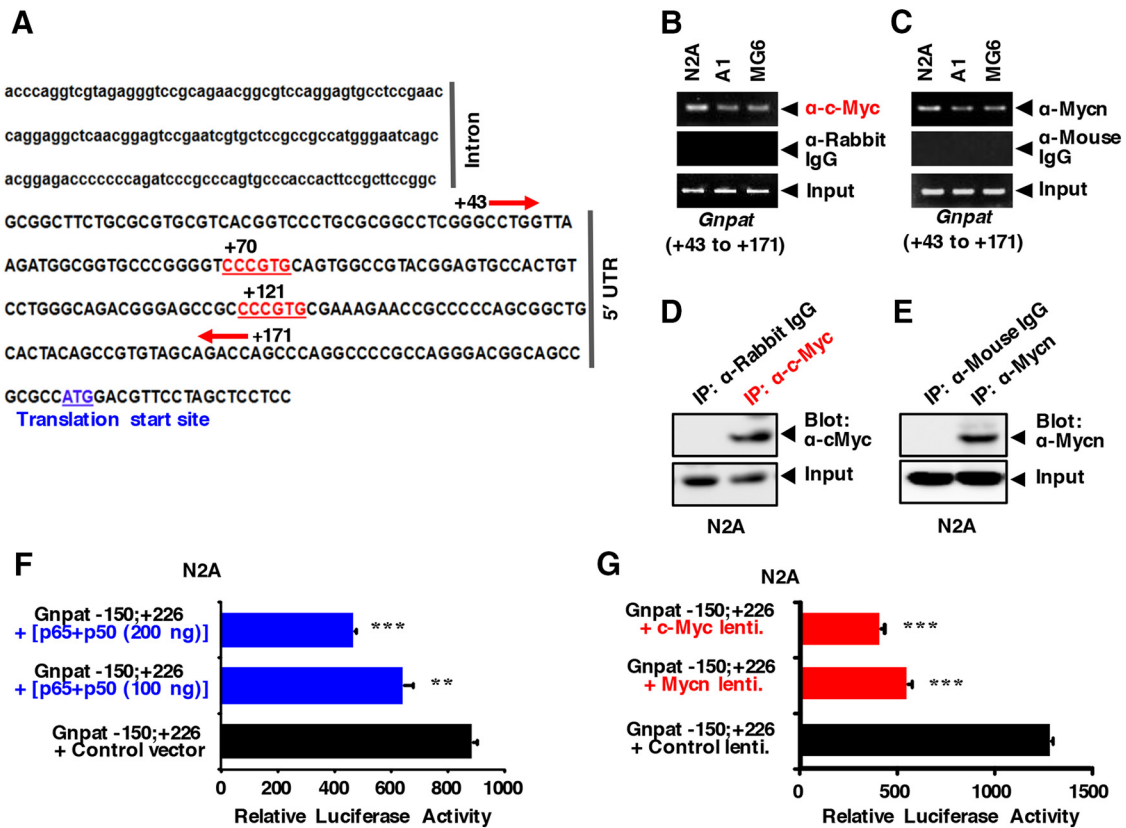 A
acccaggtcgtagagggtccgcagaacggcgtccaggagtgcctccgaac
caggaggctcaacggagtccgaatcgtgctccgccgccatgggaatcagc
acggagacccccccagatcccgcccagtgcccaccacttccgcttccggc
Intron
+43
GCGGCTTCTGCGCGTGCGTCACGGTCCCTGCGCGGCCTCGGGCCTGGTTA
+70
AGATGGCGGTGCCCGGGGTCCCGTGCAGTGGCCGTACGGAGTGCCACTGT
+121
CCTGGGCAGACGGGAGCCGCCCCGTGCGAAAGAACCGCCCCCAGCGGCTG
+171
CACTACAGCCGTGTAGCAGACCAGCCCAGGCCCCGCCAGGGACGGCAGCC
5' UTR
GCGCCATGGACGTTCCTAGCTCCTCC
Translation start site
B
N2A A1 MG6
α-c-Myc
α-Rabbit
IgG
Input
Gnpat
(+43 to +171)
C
N2A A1 MG6
α-Mycn
α-Mouse
IgG
Input
Gnpat
(+43 to +171)
D
IP: α-Rabbit IgG
IP: α-c-Myc
Blot:
α-cMyc
Input
N2A
E
IP: α-Mouse IgG
IP: α-Mycn
Blot:
α-Mycn
Input
N2A
F
N2A
Gnpat -150;+226
+ [p65+p50 (200 ng)]
***
Gnpat -150;+226
+ [p65+p50 (100 ng)]
**
Gnpat -150;+226
+ Control vector
0 200 400 600 800 1000
Relative Luciferase Activity
G
N2A
Gnpat -150;+226
+ c-Myc lenti.
***
Gnpat -150;+226
+ Mycn lenti.
***
Gnpat -150;+226
+ Control lenti.
0 500 1000 1500
Relative Luciferase Activity